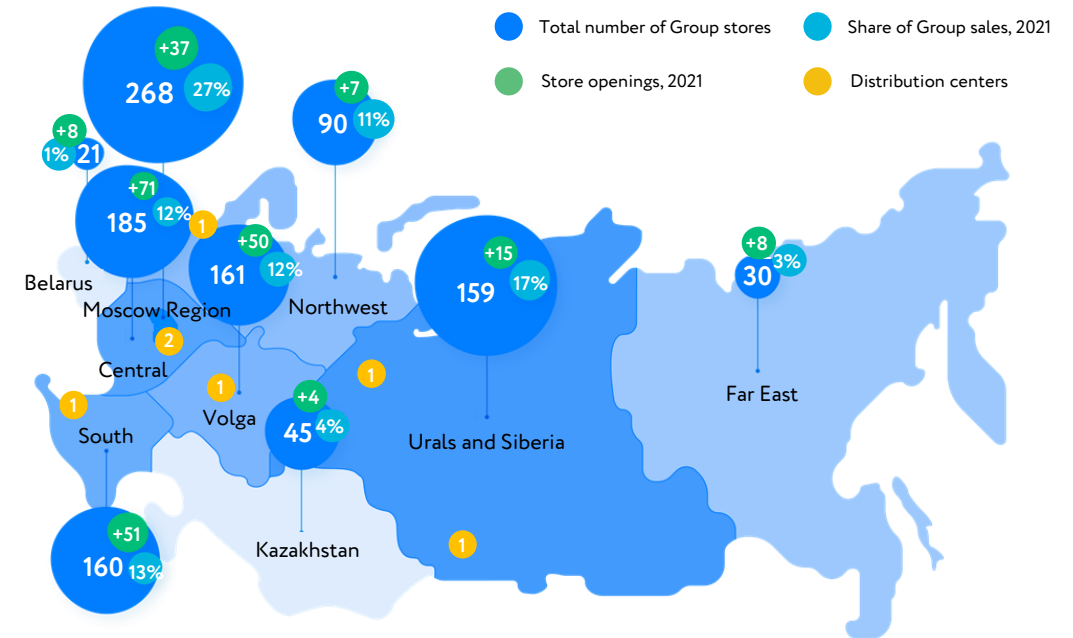 Total number of Group stores
Share of Group sales, 2021
Store openings, 2021
Distribution centers
+37
268
27%
+7
90
11%
+8
1%
21
+71
185
12%
1
+50
161
12%
+15
159
17%
+8
3%
30
Belarus
Moscow Region
Northwest
2
Central
1
1
Far East
1
+4
45
4%
Volga
South
Urals and Siberia
+51
160
13%
Kazakhstan
1